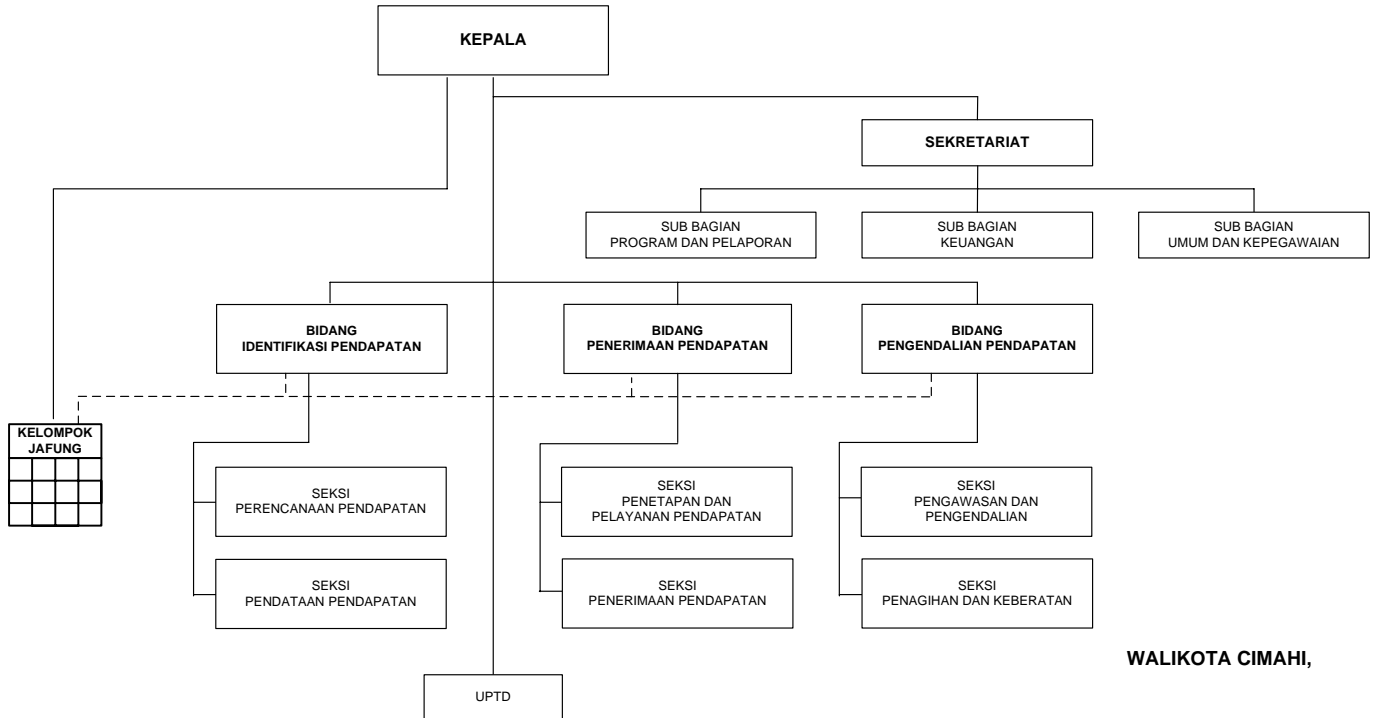 KEPALA
SEKRETARIAT
SUB BAGIAN
PROGRAM DAN PELAPORAN
SUB BAGIAN
KEUANGAN
SUB BAGIAN
UMUM DAN KEPEGAWAIAN
BIDANG
IDENTIFIKASI PENDAPATAN
BIDANG
PENERIMAAN PENDAPATAN
BIDANG
PENGENDALIAN PENDAPATAN
KELOMPOK
JAFUNG
SEKSI
PERENCANAAN PENDAPATAN
SEKSI
PENETAPAN DAN
PELAYANAN PENDAPATAN
SEKSI
PENGAWASAN DAN
PENGENDALIAN
SEKSI
PENDATAAN PENDAPATAN
SEKSI
PENERIMAAN PENDAPATAN
SEKSI
PENAGIHAN DAN KEBERATAN
WALIKOTA CIMAHI,
UPTD